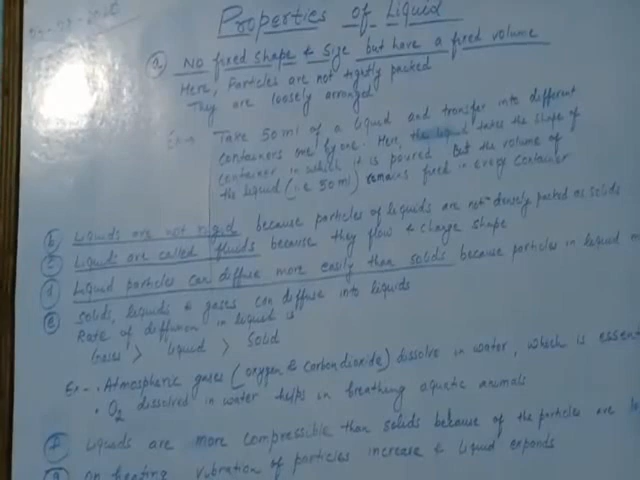 Properties of Liquid
(a) No fixed shape & size but have a fixed volume
Here, Particles are not tightly packed
They are loosely arranged
Ex→ Take 50 ml of a liquid and transfer into different
containers one by one. Here, the liquid takes the shape of
container in which it is poured but the volume of
the liquid (i.e 50 ml) remains fixed in every container
(b) Liquids are not rigid because particles of liquids are not densely packed as solids
(c) Liquids are called fluids because they flow & change shape
(d) Liquid particles can diffuse more easily than solids because particles in liquid
(e) Solids, liquids & gases can diffuse into liquids
Rate of diffusion in liquid is
Gases > liquid > Solid
Ex-. Atmospheric gases (oxygen & carbondioxide) dissolve in water, which is essen
• O2 dissolved in water helps in breathing aquatic animals
(f) Liquids are more compressible than solids because of the particles are
(g) On heating vibration of particles increase & liquid expands